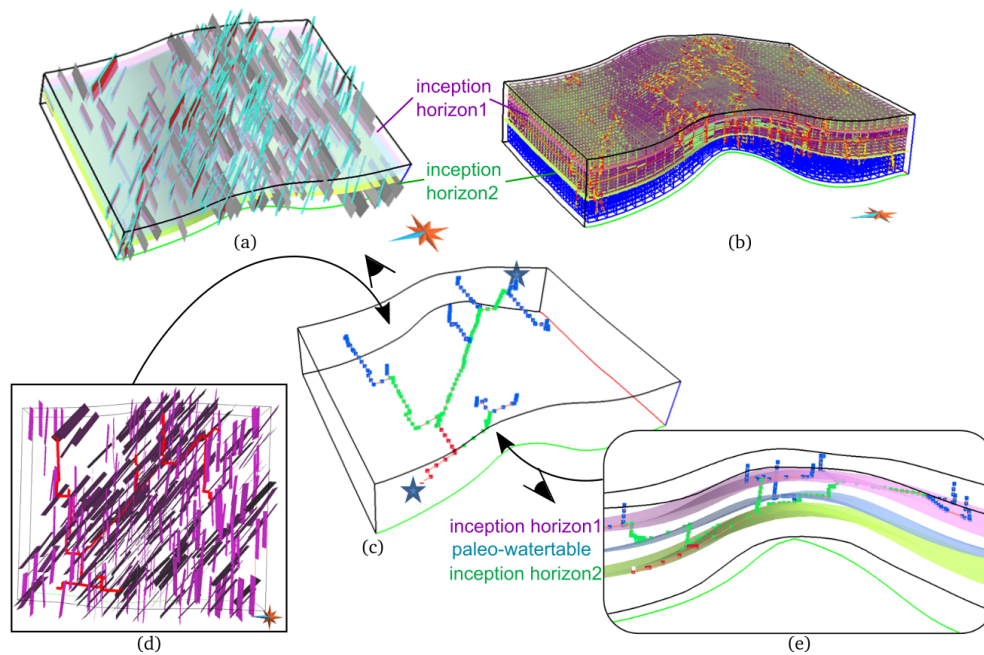 inception
horizon1
inception
horizon2
(a)
(b)
(c)
inception horizon1
paleo-watertable
inception horizon2
(d)
(e)